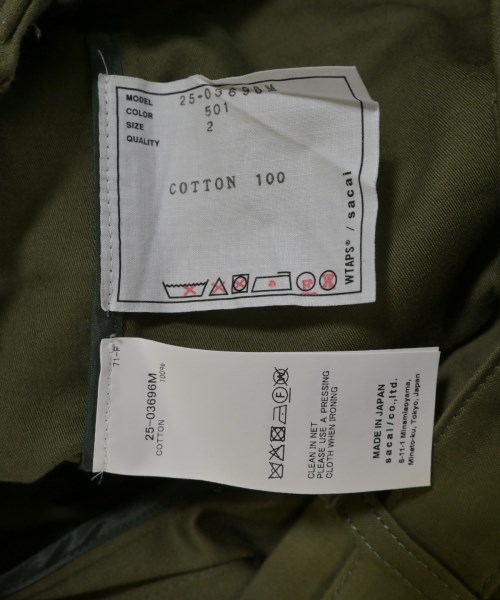 MODEL 25-03696M
COLOR 501
SIZE 2
QUALITY
COTTON 100
WTAPS® / sacai
71-F
25-03696M
COTTON 100%
CLEAN IN NET
PLEASE USE A PRESSING
CLOTH WHEN IRONING
MADE IN JAPAN
sacai/co.,ltd.
6-11-1 Minamiaoyama,
Minato-ku, Tokyo, Japan